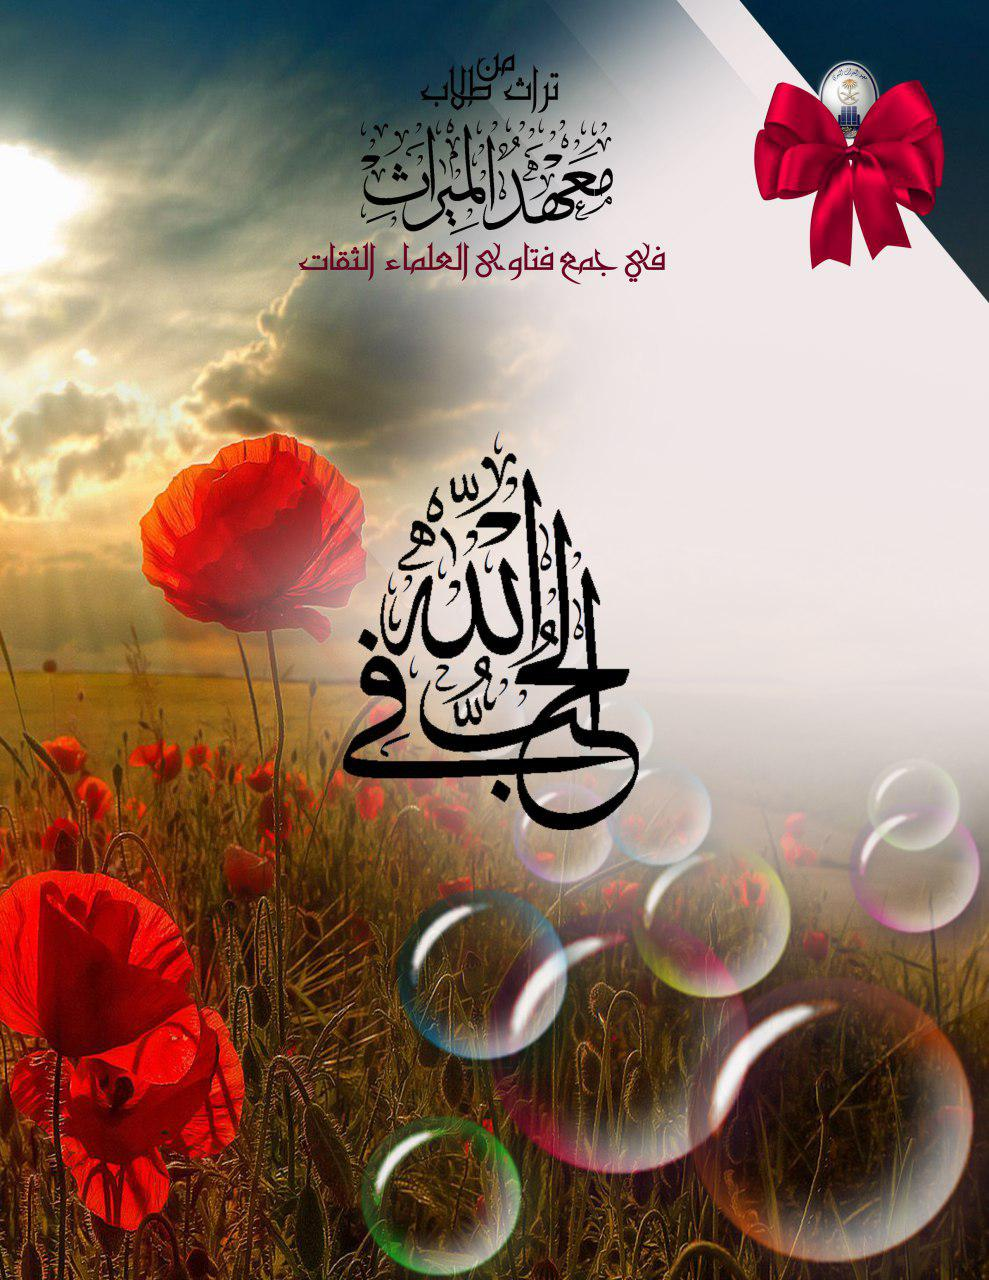 من
تراث طلاب
معهد الميراث
في جمع فتاوى العلماء الثقات
الحب في الله